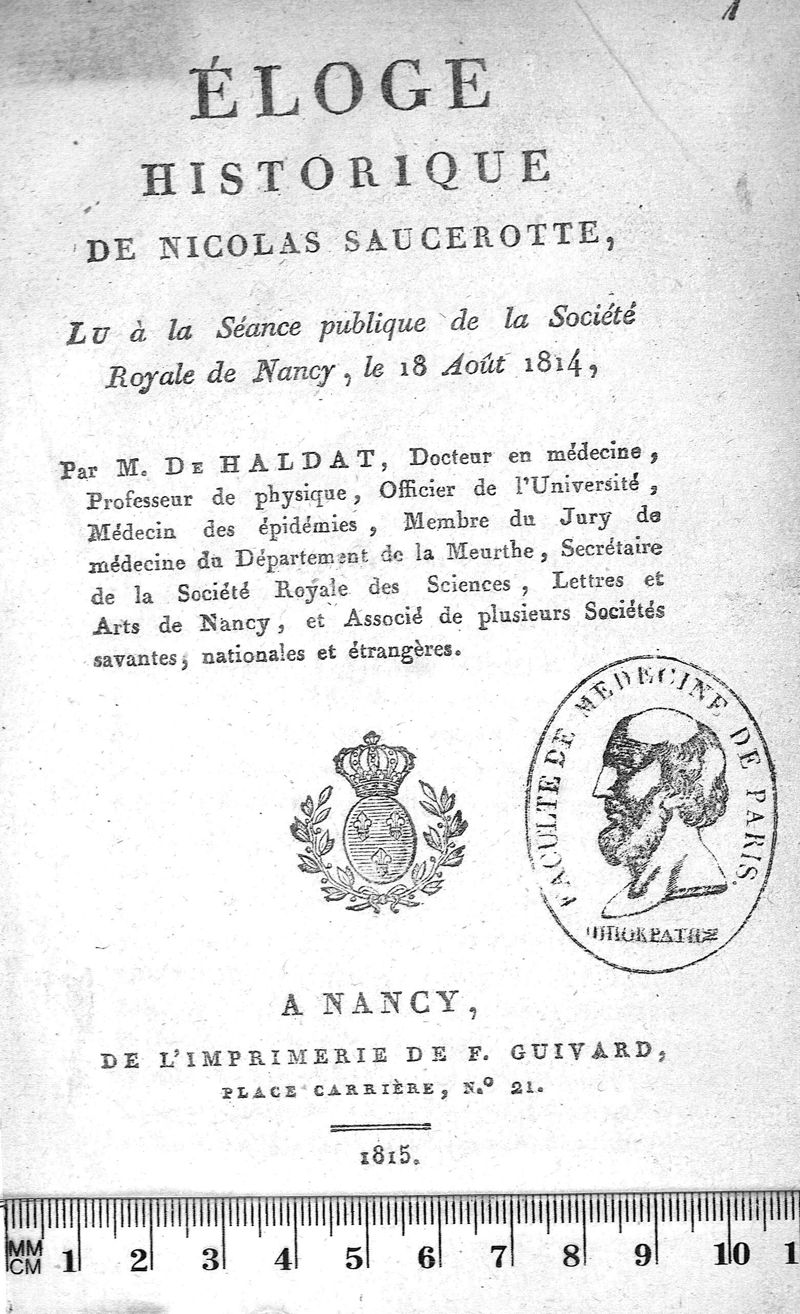 1
ÉLOGE
HISTORIQUE
DE NICOLAS SAUCEROTTE,
LU à la Séance publique de la Société
Royale de Nancy, le 18 Août 1814,
Par M. DE HALDAT, Docteur en médecine,
Professeur de physique, Officier de l'Université,
Médecin des épidémies, Membre du Jury de
médecine du Département de la Meurthe, Secrétaire
de la Société Royale des Sciences, Lettres et
Arts de Nancy, et Associé de plusieurs Sociétés
savantes, nationales et étrangères.
FACULTE DE MEDECINE DE PARIS.
ΙΠΠΟΚΡΑΤΗΣ
A NANCY,
DE L'IMPRIMERIE DE F. GUIVARD,
PLACE CARRIÈRE, N.º 21.
1815.
MM
CM 1 2 3 4 5 6 7 8 9 10 1